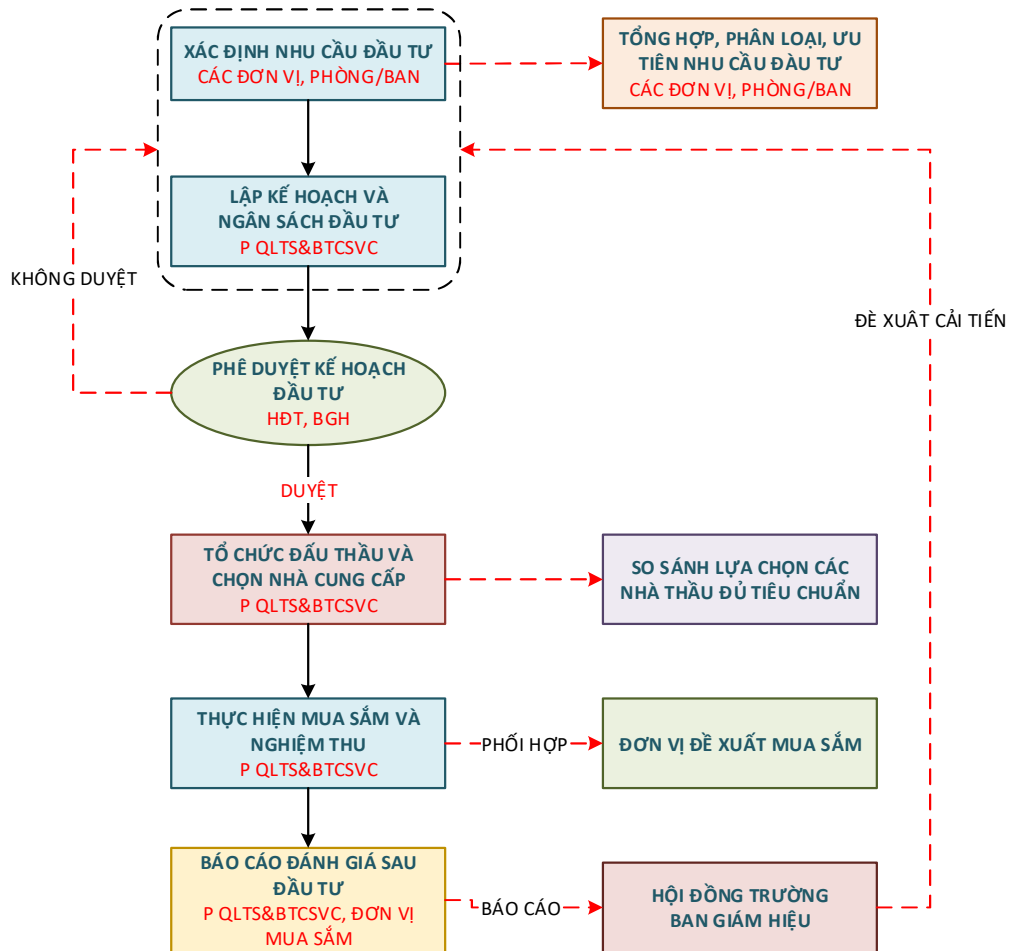 XÁC ĐỊNH NHU CẦU ĐẦU TƯ
CÁC ĐƠN VỊ, PHÒNG/BAN
TỔNG HỢP, PHÂN LOẠI, ƯU
TIÊN NHU CẦU ĐÀU TƯ
CÁC ĐƠN VỊ, PHÒNG/BAN
LẬP KẾ HOẠCH VÀ
NGÂN SÁCH ĐẦU TƯ
P QLTS&BTCSVC
KHÔNG DUYỆT
ĐÈ XUÂT CẢI TIẾN
PHÊ DUYỆT KẾ HOẠCH
ĐẦU TƯ
HĐT, BGH
DUYỆT
TỔ CHỨC ĐẤU THẦU VÀ
CHỌN NHÀ CUNG CẤP
P QLTS&BTCSVC
SO SÁNH LỰA CHỌN CÁC
NHÀ THẦU ĐỦ TIÊU CHUẨN
THỰC HIỆN MUA SẮM VÀ
NGHIỆM THU
P QLTS&BTCSVC
PHỐI HỢP
ĐƠN VỊ ĐỀ XUẤT MUA SẮM
BÁO CÁO ĐÁNH GIÁ SAU
ĐẦU TƯ
P QLTS&BTCSVC, ĐƠN VỊ
MUA SẮM
BÁO CÁO
HỘI ĐỒNG TRƯỜNG
BAN GIÁM HIỆU